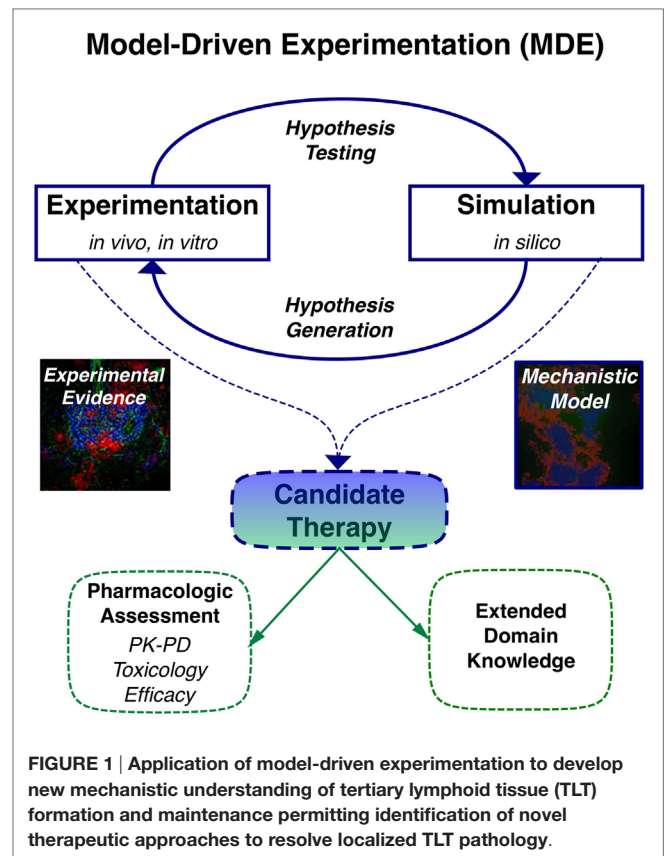 Model-Driven Experimentation (MDE)
Hypothesis
Testing
Experimentation
in vivo, in vitro
Simulation
in silico
Hypothesis
Generation
Experimental
Evidence
Mechanistic
Model
Candidate
Therapy
Pharmacologic
Assessment
PK-PD
Toxicology
Efficacy
Extended
Domain
Knowledge
FIGURE 1 | Application of model-driven experimentation to develop
new mechanistic understanding of tertiary lymphoid tissue (TLT)
formation and maintenance permitting identification of novel
therapeutic approaches to resolve localized TLT pathology.